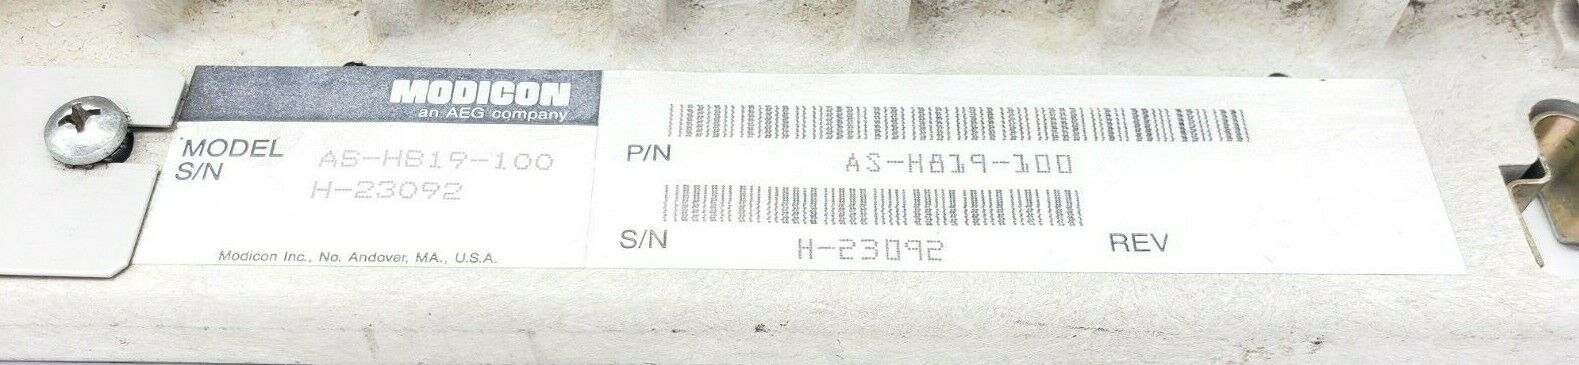 MODICON
an AEG company
MODEL AS-H819-100
S/N H-23092
Modicon Inc., No. Andover, MA., U.S.A.
P/N AS-H819-100
S/N H-23092 REV